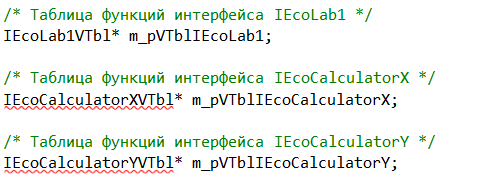 /* Таблица функций интерфейса IEcoLab1 */
IEcoLab1VTbl* m_pVTblIEcoLab1;
/* Таблица функций интерфейса IEcoCalculatorX */
IEcoCalculatorXVTbl* m_pVTblIEcoCalculatorX;
/* Таблица функций интерфейса IEcoCalculatorY */
IEcoCalculatorYVTbl* m_pVTblIEcoCalculatorY;